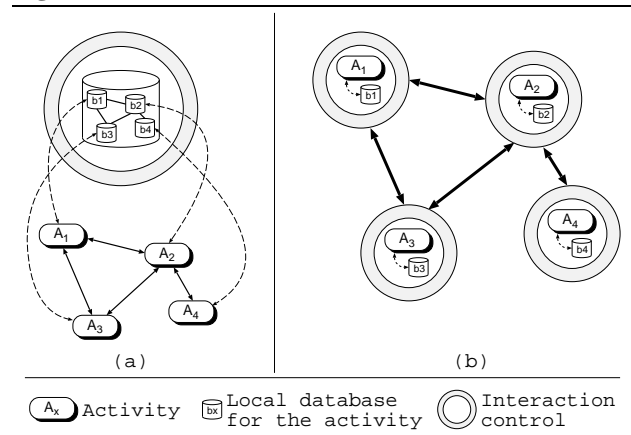 b1
b2
b3
b4
A1
A2
A3
A4
(a)
A1
b1
A2
b2
A3
b3
A4
b4
(b)
Ax Activity
bx Local database for the activity
Interaction control